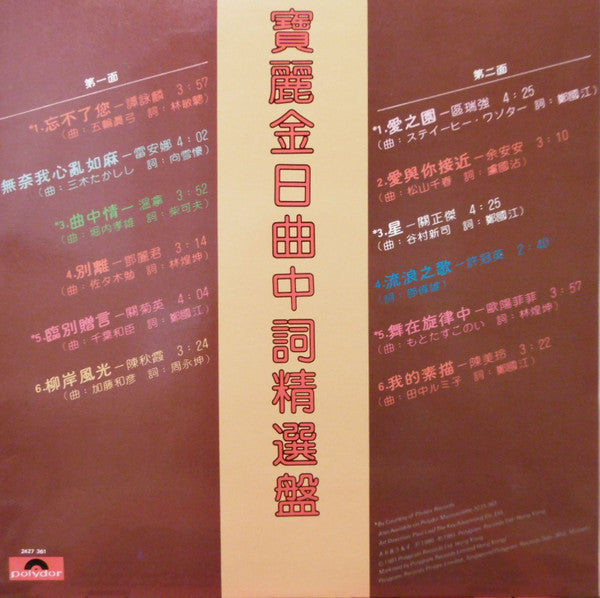 寶麗金日曲中詞精選盤
第一面
*1.忘不了您—譚詠麟 3:57
(曲:五輪真弓 詞:林敏驄)
無奈我心亂如麻—雷安娜 4:02
(曲:三木たかしし 詞:向雪懷)
*3.曲中情—溫拿 3:52
(曲:堀内孝雄 詞:柴可夫)
4.別離—鄧麗君 3:14
(曲:佐々木勉 詞:林煌坤)
*5.臨別贈言—關菊英 4:04
(曲:千葉和臣 詞:鄭國江)
6.柳岸風光—陳秋霞 3:24
(曲:加藤和彦 詞:周永坤)
2427 361
polydor
第二面
*1.愛之園—區瑞強 4:25
(曲:スティービー・ワンター 詞:鄭國江)
2.愛與你接近—余安安 3:10
(曲:松山千春 詞:盧國沾)
*3.星—關正傑 4:25
(曲:谷村新司 詞:鄭國江)
4.流浪之歌—許冠英 2:40
*5.舞在旋律中—歐陽菲菲 3:57
(曲:もとたすこのい 詞:林煌坤)
6.我的素描—陳美玲 3:22
(曲:田中ルミ子 詞:鄭國江)